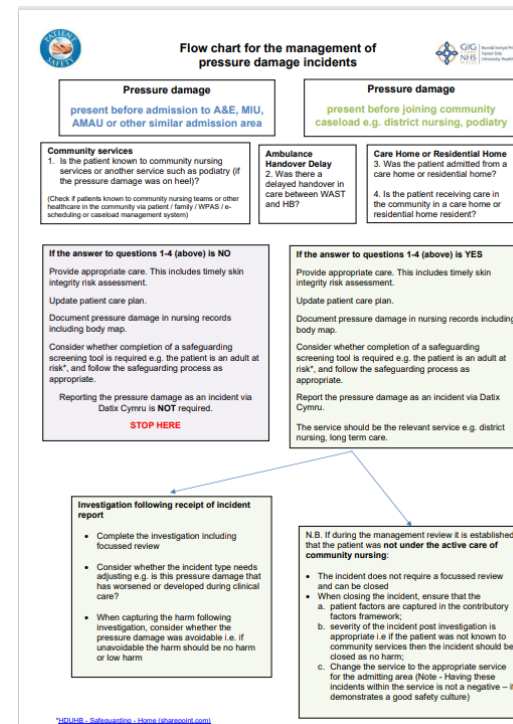 PATIENT
SAFETY
Flow chart for the management of
pressure damage incidents
GIG
NHS
Bwrdd Iechyd Pri
Hywel Dda
University Health
Pressure damage
present before admission to A&E, MIU,
AMAU or other similar admission area
Pressure damage
present before joining community
caseload e.g. district nursing, podiatry
Community services
1. Is the patient known to community nursing
services or another service such as podiatry (if
the pressure damage was on heel)?
(Check if patients known to community nursing teams or other
healthcare in the community via patient / family / WPAS / e-
scheduling or caseload management system)
Ambulance
Handover Delay
2. Was there a
delayed handover in
care between WAST
and HB?
Care Home or Residential Home
3. Was the patient admitted from a
care home or residential home?
4. Is the patient receiving care in
the community in a care home or
residential home resident?
If the answer to questions 1-4 (above) is NO
Provide appropriate care. This includes timely skin
integrity risk assessment.
Update patient care plan.
Document pressure damage in nursing records
including body map.
Consider whether completion of a safeguarding
screening tool is required e.g. the patient is an adult at
risk*, and follow the safeguarding process as
appropriate.
Reporting the pressure damage as an incident via
Datix Cymru is NOT required.
STOP HERE
If the answer to questions 1-4 (above) is YES
Provide appropriate care. This includes timely skin
integrity risk assessment.
Update patient care plan.
Document pressure damage in nursing records including
body map.
Consider whether completion of a safeguarding
screening tool is required e.g. the patient is an adult at
risk*, and follow the safeguarding process as
appropriate.
Report the pressure damage as an incident via Datix
Cymru.
The service should be the relevant service e.g. district
nursing, long term care.
Investigation following receipt of incident
report
• Complete the investigation including
focussed review
• Consider whether the incident type needs
adjusting e.g. is this pressure damage that
has worsened or developed during clinical
care?
• When capturing the harm following
investigation, consider whether the
pressure damage was avoidable i.e. if
unavoidable the harm should be no harm
or low harm
N.B. If during the management review it is established
that the patient was not under the active care of
community nursing:
• The incident does not require a focussed review
and can be closed
• When closing the incident, ensure that the
a. patient factors are captured in the contributory
factors framework;
b. severity of the incident post investigation is
appropriate i.e if the patient was not known to
community services then the incident should be
closed as no harm;
c. Change the service to the appropriate service
for the admitting area (Note - Having these
incidents within the service is not a negative – it
demonstrates a good safety culture)
*HDUHB - Safeguarding - Home (sharepoint.com)